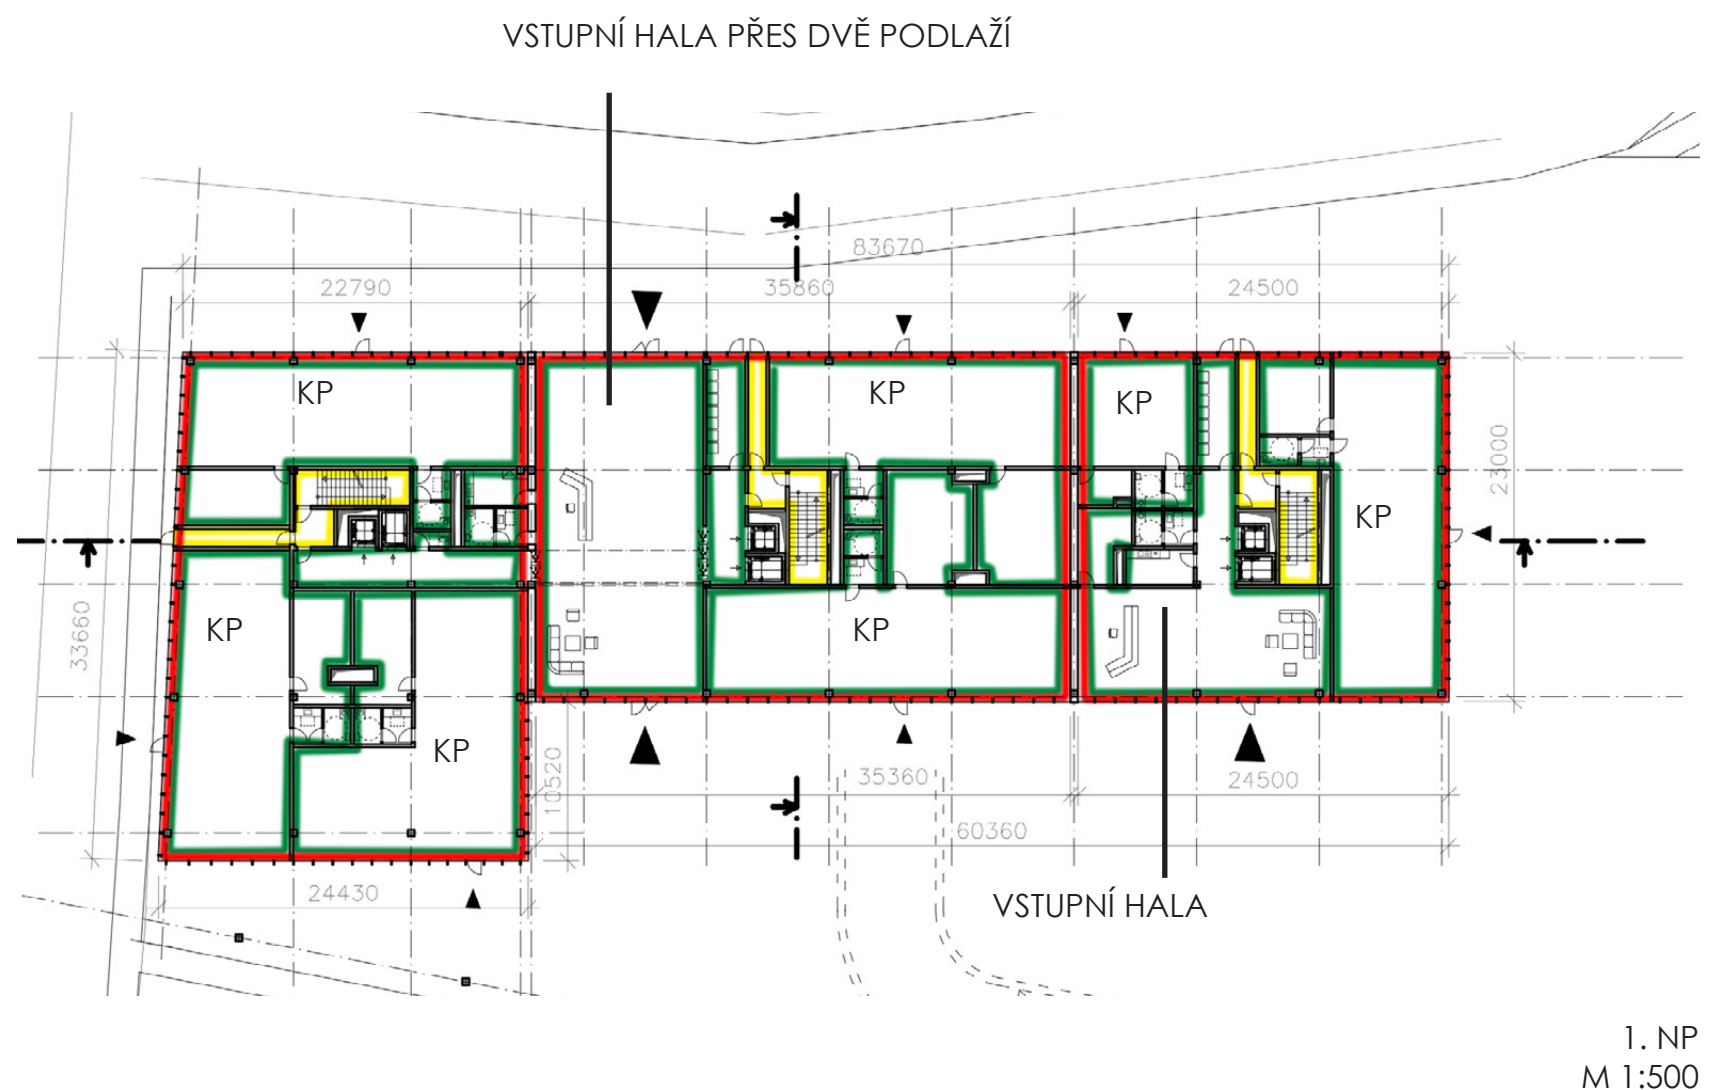 VSTUPNÍ HALA PŘES DVĚ PODLAŽÍ
83670
22790
35860
24500
KP
KP
KP
23000
KP
33660
KP
KP
KP
10520
35360
24500
60360
24430
VSTUPNÍ HALA
1. NP
M 1:500